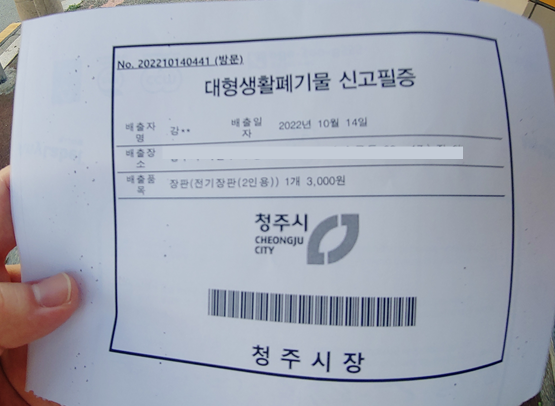 No. 202210140441 (방문)
대형생활폐기물 신고필증
배출자명 강** 배출일자 2022년 10월 14일
배출장소
배출품목 장판(전기장판(2인용)) 1개 3,000원
청주시
CHEONGJU
CITY
청주시장